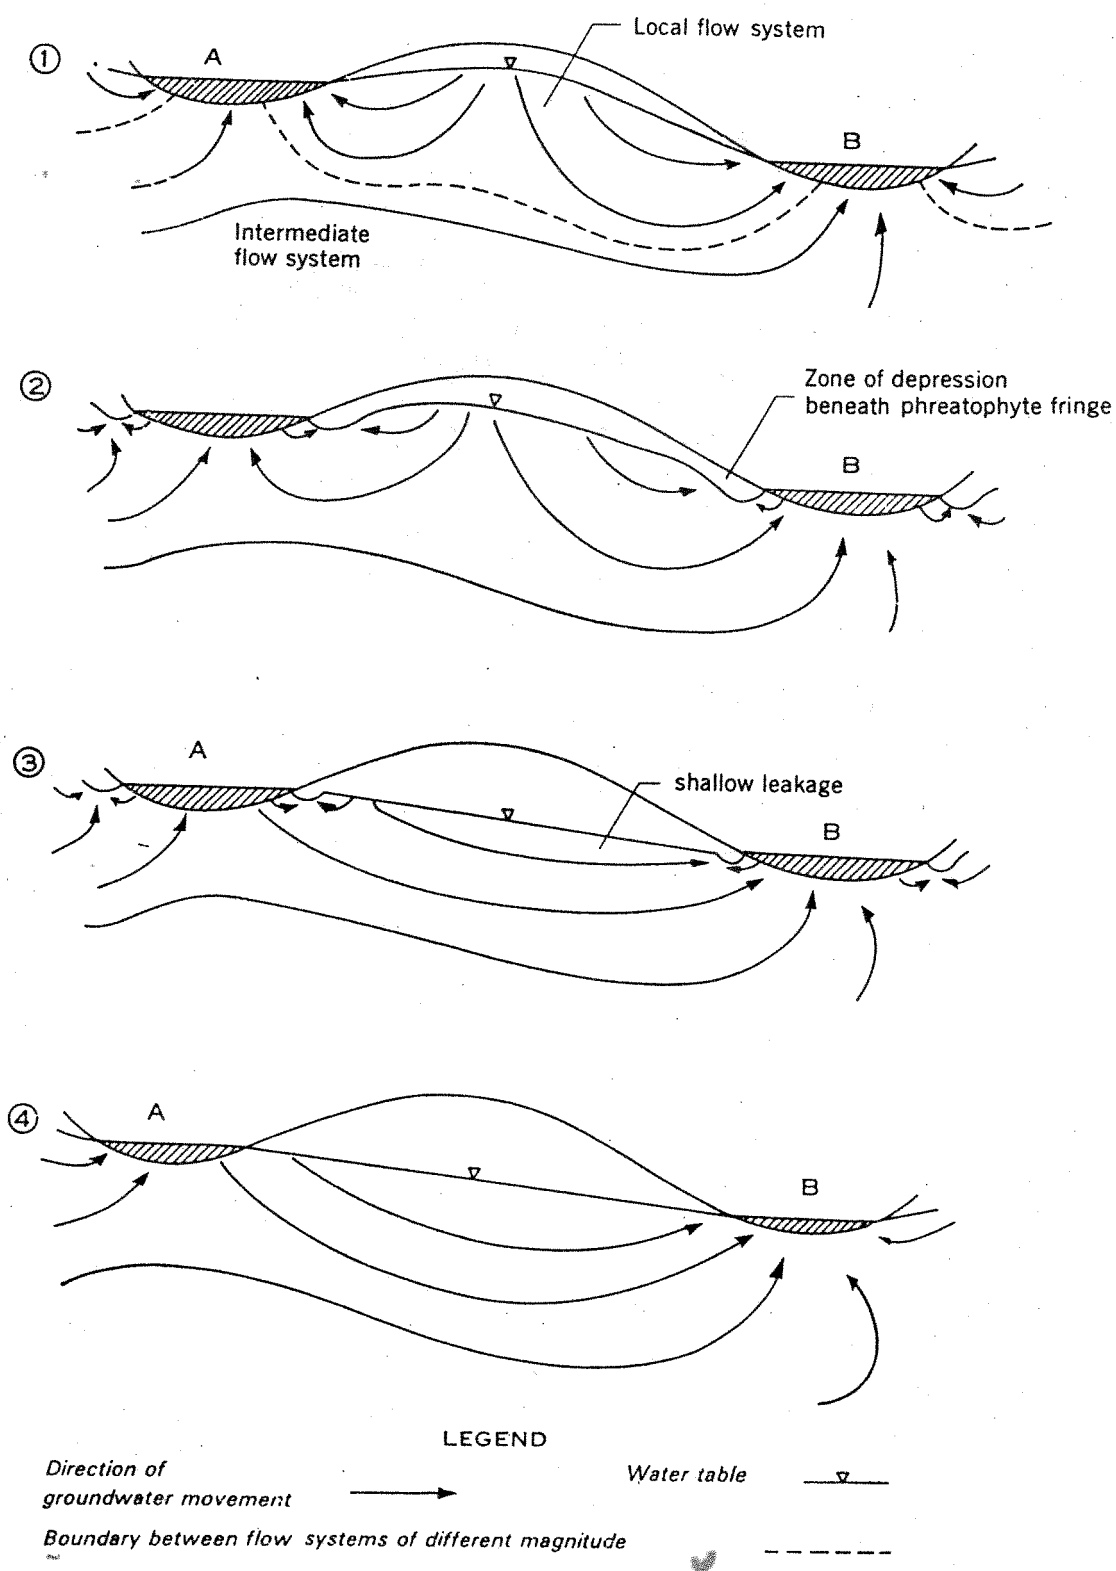 Local flow system
① A
B
Intermediate
flow system
②
Zone of depression
beneath phreatophyte fringe
B
③ A
shallow leakage
B
④ A
B
LEGEND
Direction of
groundwater movement
Water table
Boundary between flow systems of different magnitude